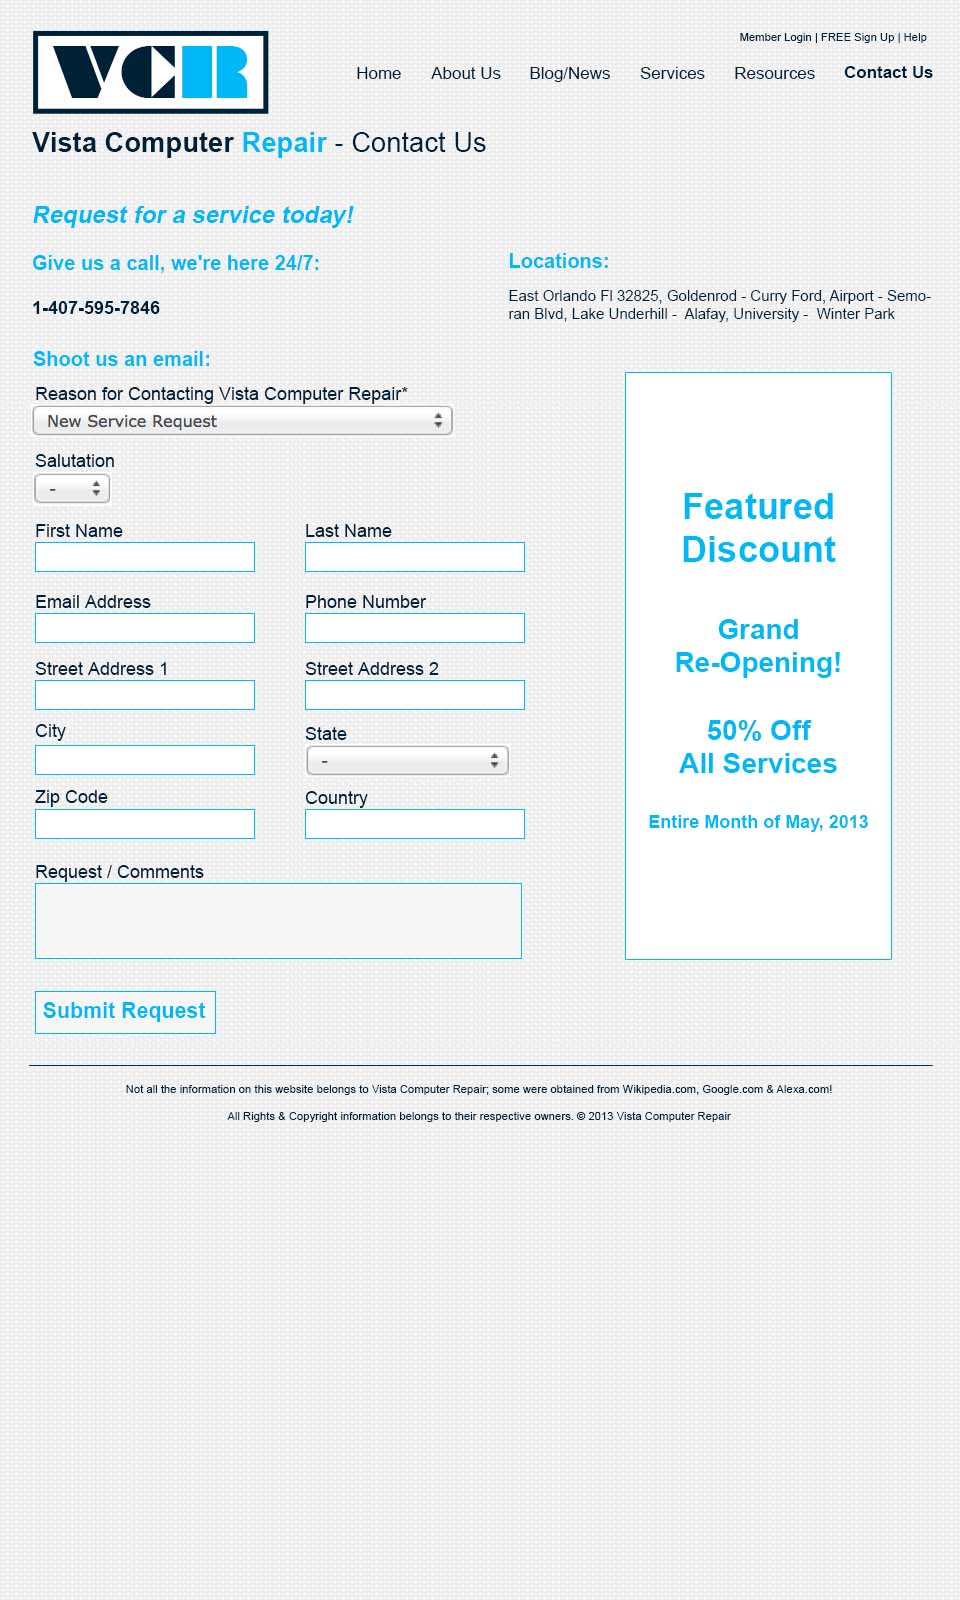 VCR
Member Login | FREE Sign Up | Help
Home About Us Blog/News Services Resources Contact Us
Vista Computer Repair - Contact Us
Request for a service today!
Give us a call, we're here 24/7:
1-407-595-7846
Locations:
East Orlando Fl 32825, Goldenrod - Curry Ford, Airport - Semo-
ran Blvd, Lake Underhill - Alafay, University - Winter Park
Shoot us an email:
Reason for Contacting Vista Computer Repair*
New Service Request
Salutation
-
First Name Last Name
Email Address Phone Number
Street Address 1 Street Address 2
City State
-
Zip Code Country
Request / Comments
Submit Request
Featured
Discount
Grand
Re-Opening!
50% Off
All Services
Entire Month of May, 2013
Not all the information on this website belongs to Vista Computer Repair; some were obtained from Wikipedia.com, Google.com & Alexa.com!
All Rights & Copyright information belongs to their respective owners. © 2013 Vista Computer Repair